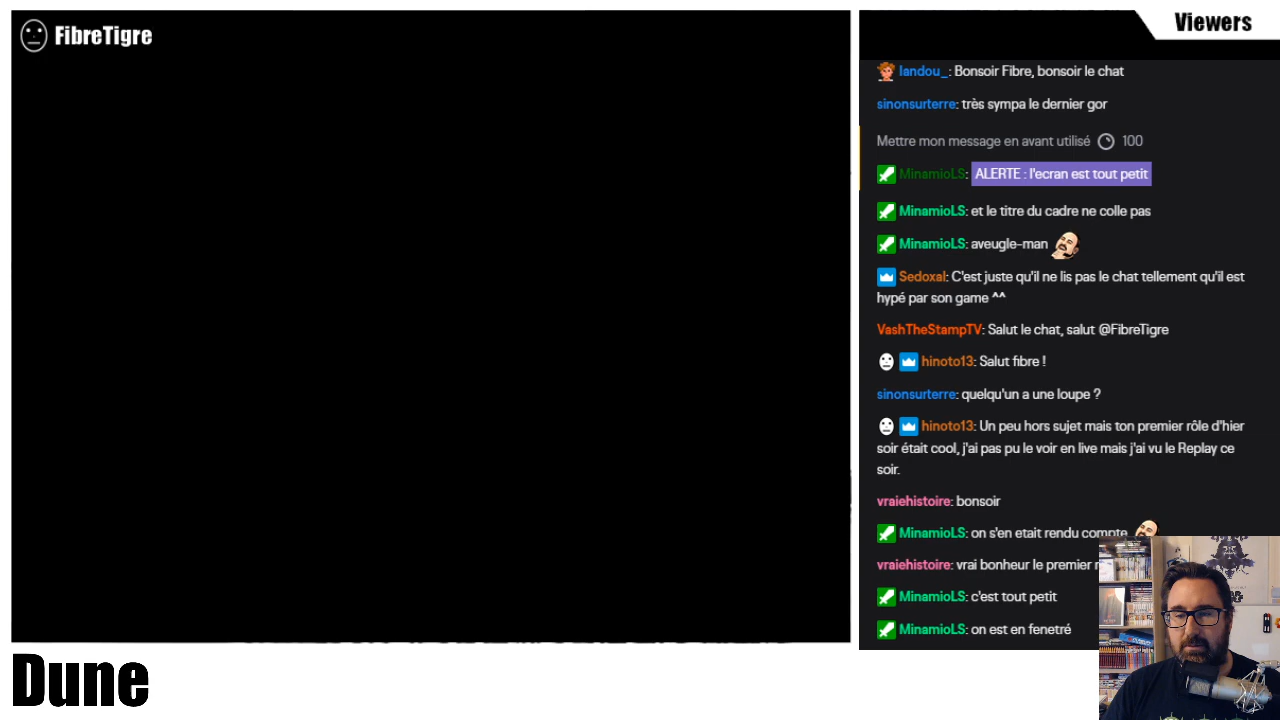 FibreTigre
Viewers
landou_: Bonsoir Fibre, bonsoir le chat
sinonsurterre: très sympa le dernier gor
Mettre mon message en avant utilisé 100
MinamioLS: ALERTE : l'ecran est tout petit
MinamioLS: et le titre du cadre ne colle pas
MinamioLS: aveugle-man
Sedoxal: C'est juste qu'il ne lis pas le chat tellement qu'il est
hypé par son game ^^
VashTheStampTV: Salut le chat, salut @FibreTigre
hinoto13: Salut fibre !
sinonsurterre: quelqu'un a une loupe ?
hinoto13: Un peu hors sujet mais ton premier rôle d'hier
soir était cool, j'ai pas pu le voir en live mais j'ai vu le Replay ce
soir.
vraiehistoire: bonsoir
MinamioLS: on s'en etait rendu compte
vraiehistoire: vrai bonheur le premier
MinamioLS: c'est tout petit
MinamioLS: on est en fenetré
Dune